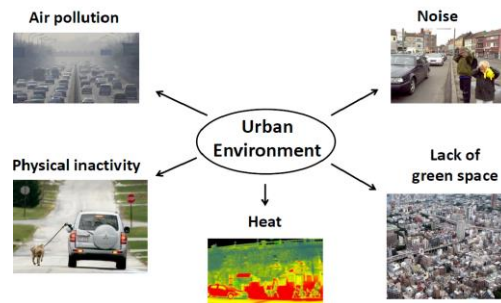 Air pollution
Noise
Urban
Environment
Physical inactivity
Lack of
green space
Heat